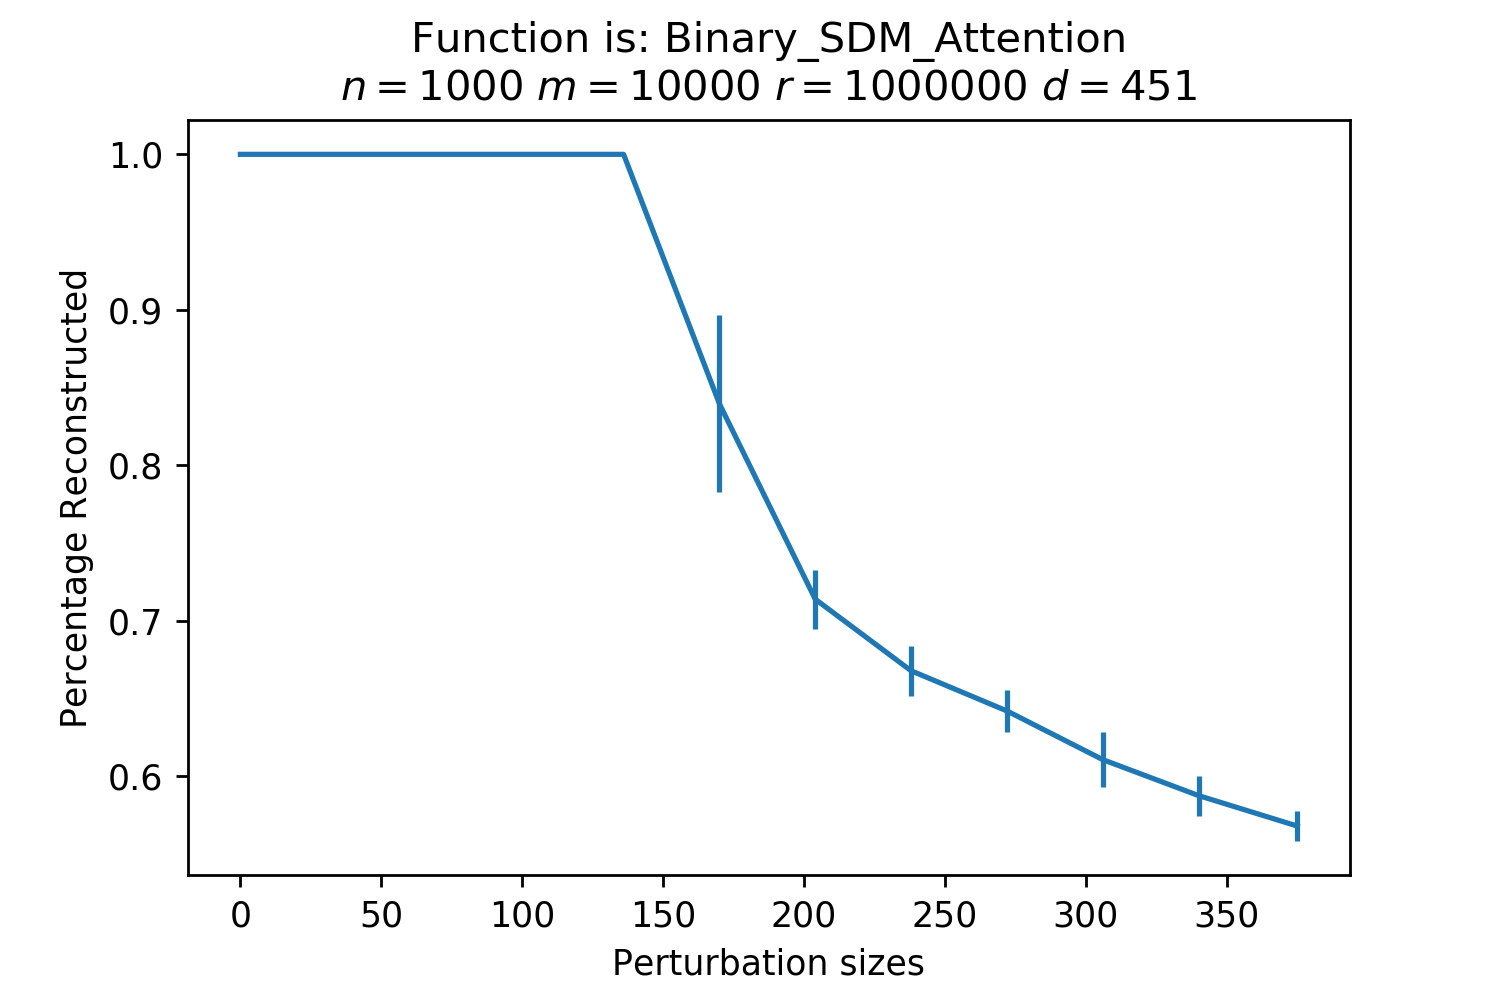 Function is: Binary_SDM_Attention
n = 1000 m = 10000 r = 1000000 d = 451
Percentage Reconstructed
1.0
0.9
0.8
0.7
0.6
0 50 100 150 200 250 300 350
Perturbation sizes